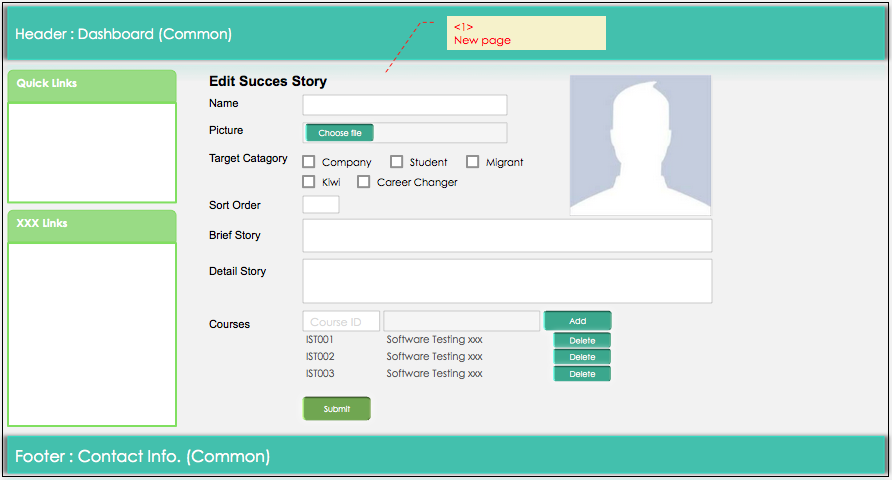 Header : Dashboard (Common)
<1>
New page
Quick Links
XXX Links
Edit Succes Story
Name
Picture
Choose file
Target Catagory
Company
Student
Migrant
Kiwi
Career Changer
Sort Order
Brief Story
Detail Story
Courses
Course ID
Add
IST001 Software Testing xxx Delete
IST002 Software Testing xxx Delete
IST003 Software Testing xxx Delete
Submit
Footer : Contact Info. (Common)